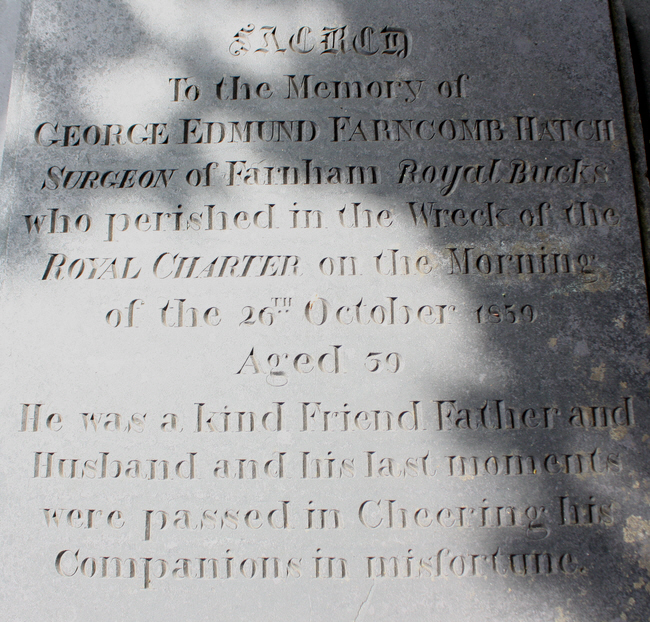 SACRED
To the Memory of
GEORGE EDMUND FARNCOMB HATCH
SURGEON of Farnham Royal Bucks
who perished in the Wreck of the
ROYAL CHARTER on the Morning
of the 26TH October 1859
Aged 39
He was a kind Friend Father and
Husband and his last moments
were passed in Cheering his
Companions in misfortune.